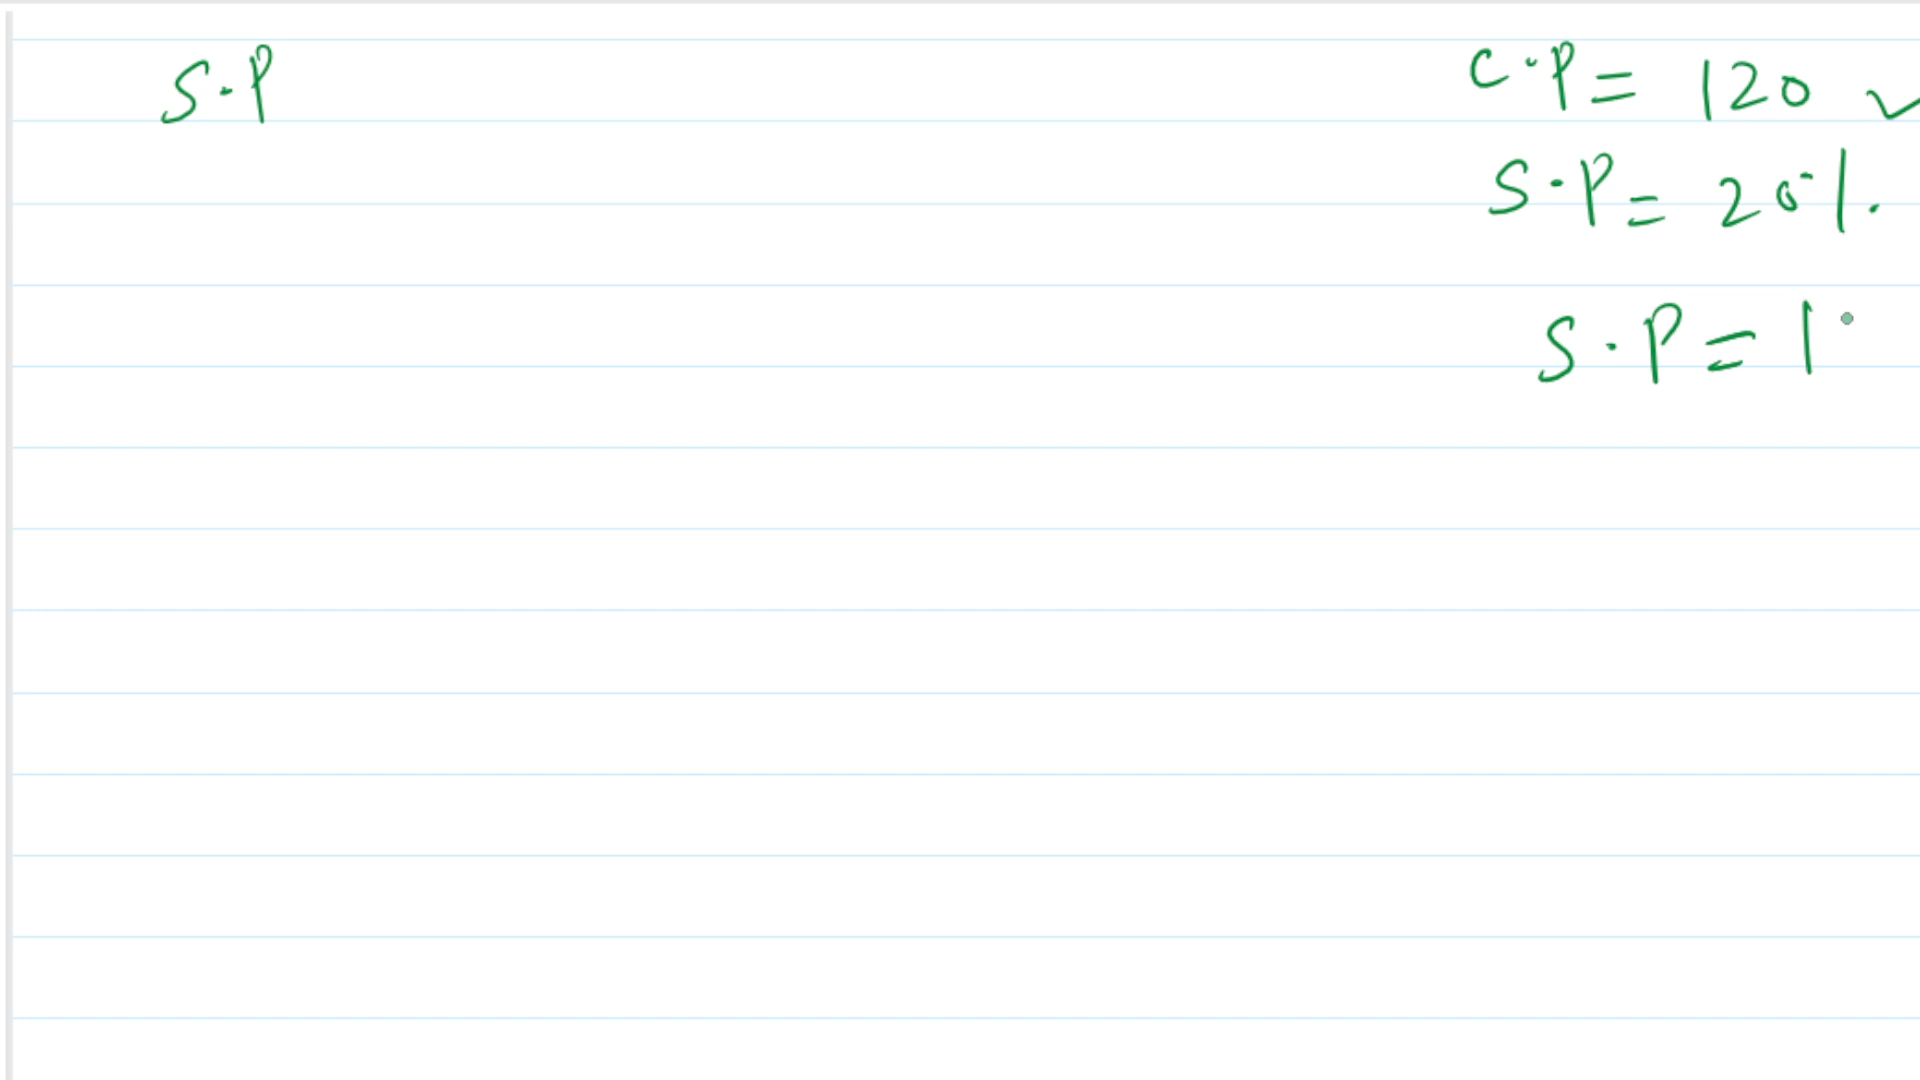 S.P
C.P = 120 ✓
S.P = 20%.
S.P = 1